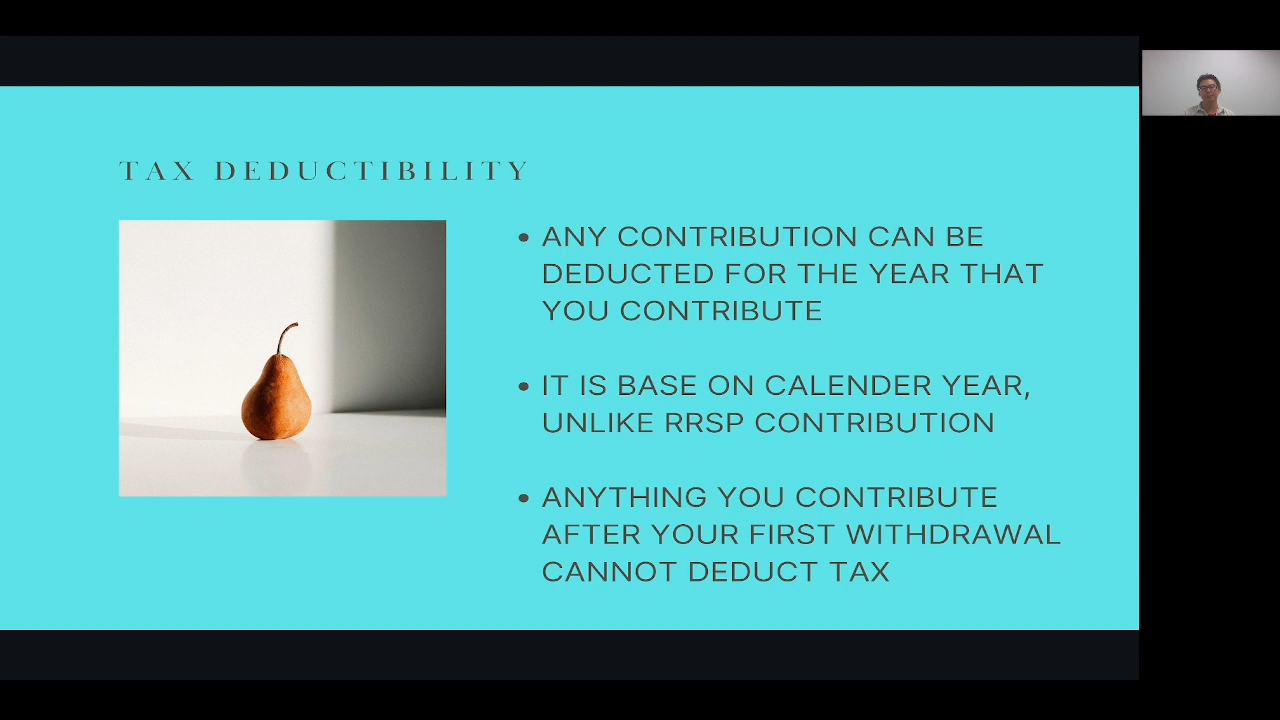 TAX DEDUCTIBILITY
• ANY CONTRIBUTION CAN BE
DEDUCTED FOR THE YEAR THAT
YOU CONTRIBUTE
• IT IS BASE ON CALENDER YEAR,
UNLIKE RRSP CONTRIBUTION
• ANYTHING YOU CONTRIBUTE
AFTER YOUR FIRST WITHDRAWAL
CANNOT DEDUCT TAX